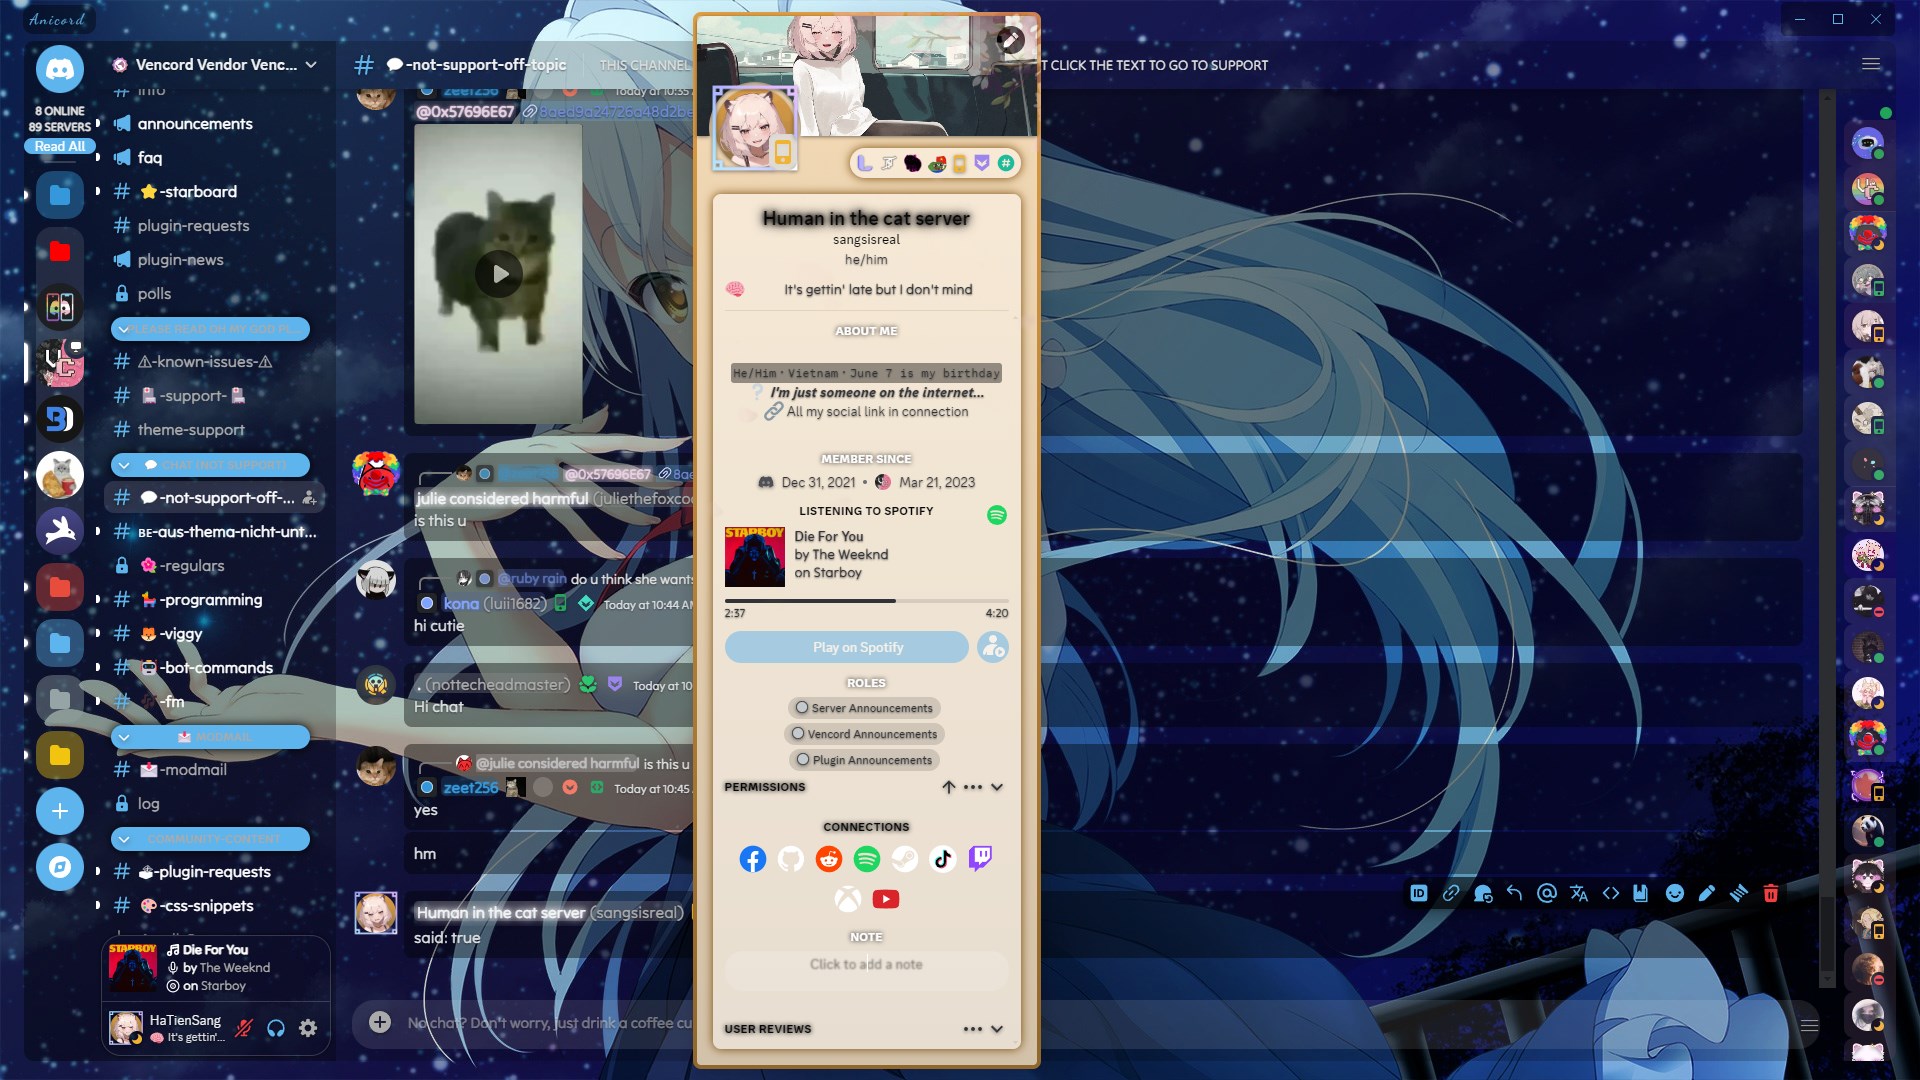 Anicord
8 ONLINE
89 SERVERS
Read All
Vencord Vendor Venc...
info
announcements
faq
⭐-starboard
plugin-requests
plugin-news
polls
PLEASE READ OH MY GOD PL...
⚠-known-issues-⚠
-support-
theme-support
CHAT (NOT SUPPORT)
💬-not-support-off-...
BE-aus-thema-nicht-unt...
🌺-regulars
-programming
🦊-viggy
🤖-bot-commands
-fm
📩 MODMAIL
📩-modmail
log
COMMUNITY-CONTENT
-plugin-requests
🎨-css-snippets
Die For You
by The Weeknd
on Starboy
HaTienSang
🧠 It's gettin'...
💬-not-support-off-topic
THIS CHANNEL
T CLICK THE TEXT TO GO TO SUPPORT
zeet256
Today at 10:35
@0x57696E67 8aed9a24726a48d2be
@0x57696E67 8ae
julie considered harmful (juliethefoxcoo
is this u
@ruby rain do u think she wants
kona (luii1682) Today at 10:44 AM
hi cutie
. (nottecheadmaster) Today at 10
Hi chat
@julie considered harmful is this u
zeet256 Today at 10:45
yes
hm
Human in the cat server (sangsisreal)
said: true
No chat? Don't worry, just drink a coffee cu
Human in the cat server
sangsisreal
he/him
🧠 It's gettin' late but I don't mind
ABOUT ME
He/Him · Vietnam · June 7 is my birthday
❔ I'm just someone on the internet...
🔗 All my social link in connection
MEMBER SINCE
Dec 31, 2021 • Mar 21, 2023
LISTENING TO SPOTIFY
STARBOY
Die For You
by The Weeknd
on Starboy
2:37
4:20
Play on Spotify
ROLES
Server Announcements
Vencord Announcements
Plugin Announcements
PERMISSIONS
CONNECTIONS
NOTE
Click to add a note
USER REVIEWS
STARBOY
ID